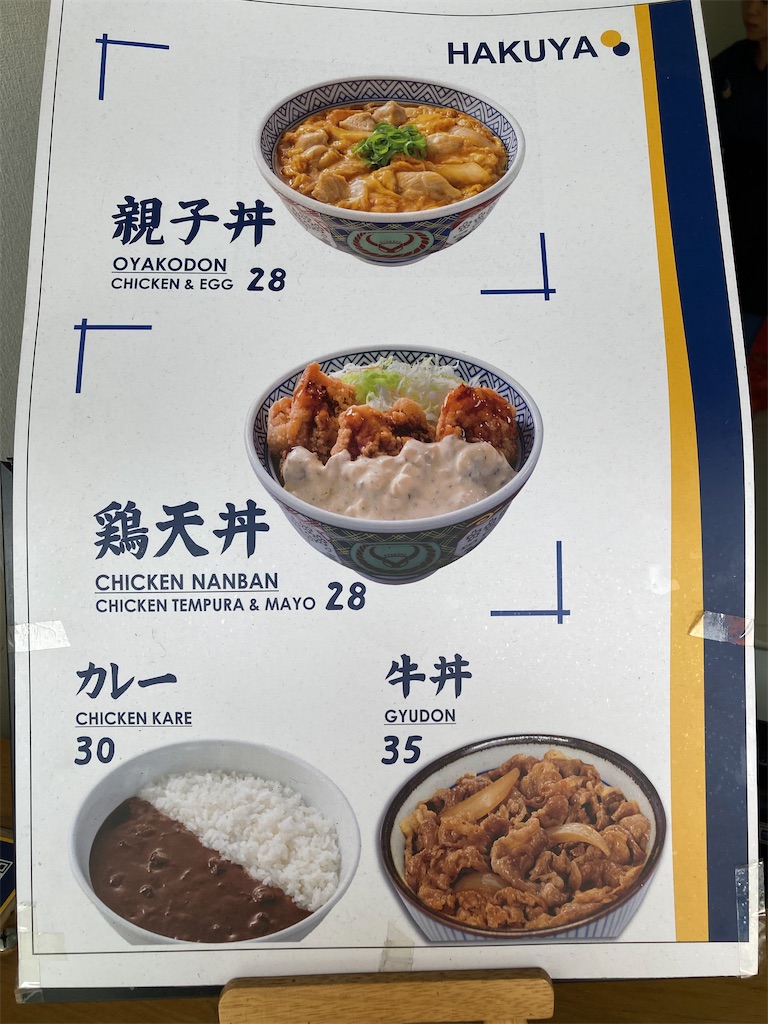 HAKUYA
親子丼
OYAKODON
CHICKEN & EGG 28
鶏天丼
CHICKEN NANBAN
CHICKEN TEMPURA & MAYO 28
カレー
CHICKEN KARE
30
牛丼
GYUDON
35